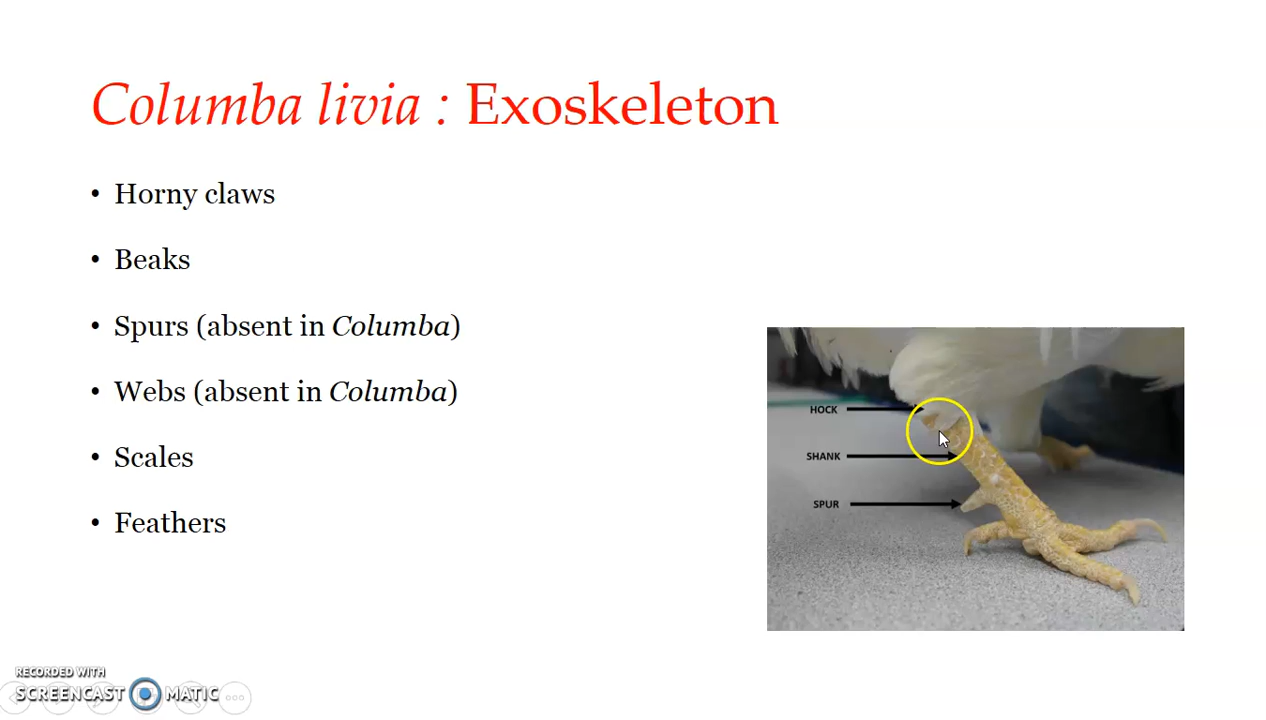 Columba livia : Exoskeleton
• Horny claws
• Beaks
• Spurs (absent in Columba)
• Webs (absent in Columba)
• Scales
• Feathers
HOCK
SHANK
SPUR
RECORDED WITH
SCREENCAST MATIC